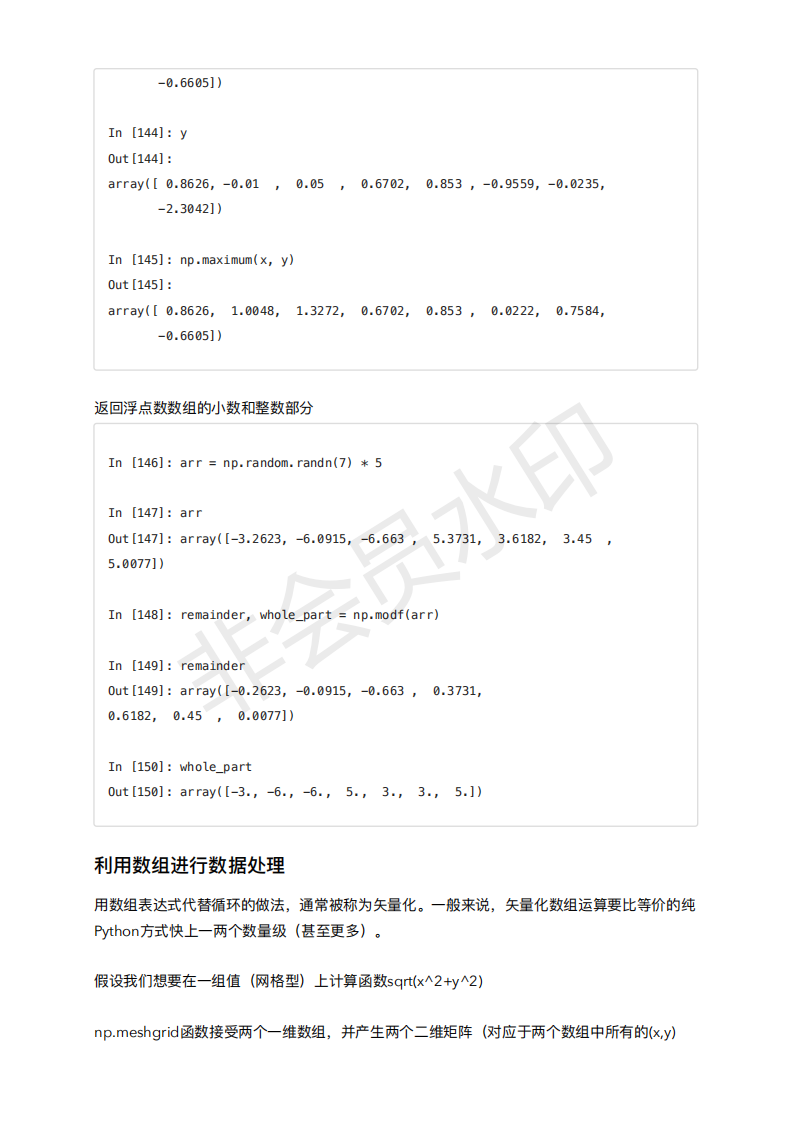 -0.6605])
In [144]: y
Out[144]:
array([ 0.8626, -0.01  ,  0.05  ,  0.6702,  0.853 , -0.9559, -0.0235,
-2.3042])
In [145]: np.maximum(x, y)
Out[145]:
array([ 0.8626,  1.0048,  1.3272,  0.6702,  0.853 ,  0.0222,  0.7584,
-0.6605])
返回浮点数数组的小数和整数部分
In [146]: arr = np.random.randn(7) * 5
In [147]: arr
Out[147]: array([-3.2623, -6.0915, -6.663 ,  5.3731,  3.6182,  3.45  ,
5.0077])
In [148]: remainder, whole_part = np.modf(arr)
In [149]: remainder
Out[149]: array([-0.2623, -0.0915, -0.663 ,  0.3731,
0.6182,  0.45  ,  0.0077])
In [150]: whole_part
Out[150]: array([-3., -6., -6.,  5.,  3.,  3.,  5.])
利用数组进行数据处理
用数组表达式代替循环的做法，通常被称为矢量化。一般来说，矢量化数组运算要比等价的纯
Python方式快上一两个数量级（甚至更多）。
假设我们想要在一组值（网格型）上计算函数sqrt(x^2+y^2)
np.meshgrid函数接受两个一维数组，并产生两个二维矩阵（对应于两个数组中所有的(x,y)
非会员水印